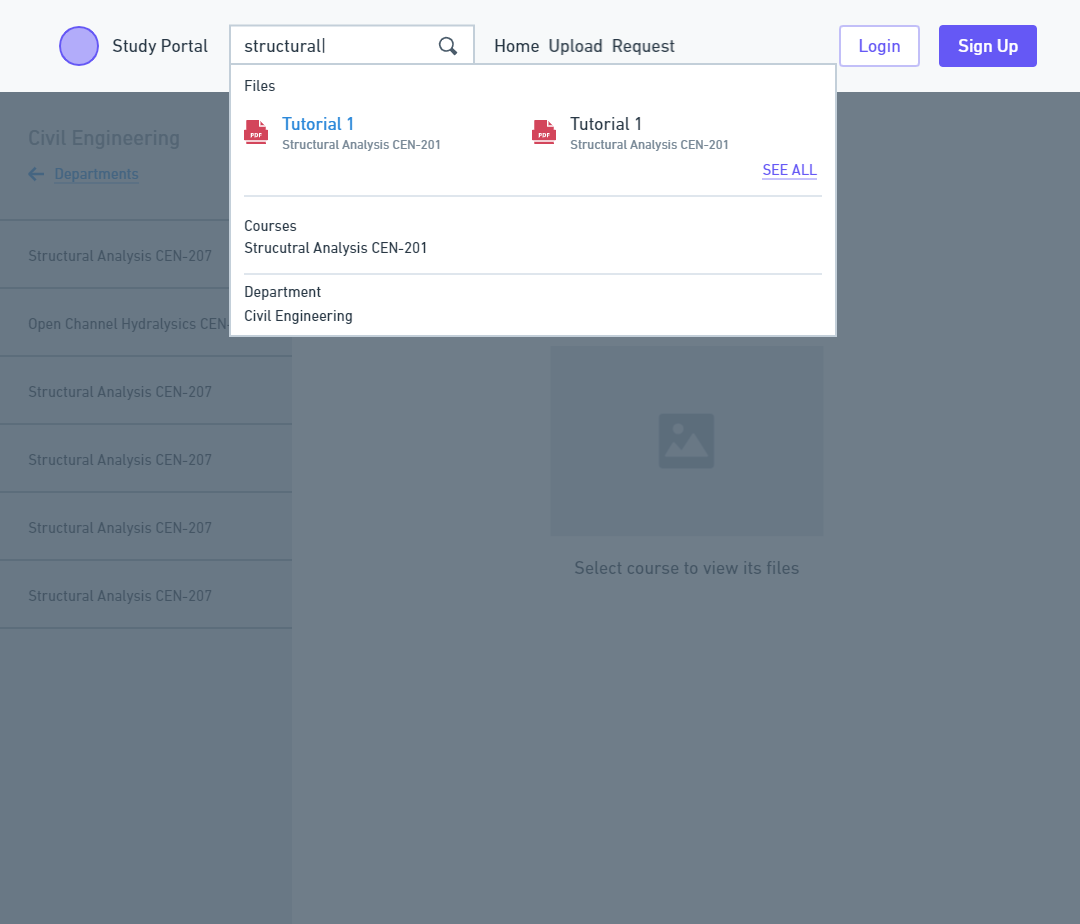 Study Portal
structural
Home Upload Request
Login
Sign Up
Files
PDF
Tutorial 1
Structural Analysis CEN-201
PDF
Tutorial 1
Structural Analysis CEN-201
SEE ALL
Courses
Strucutral Analysis CEN-201
Department
Civil Engineering
Civil Engineering
Departments
Structural Analysis CEN-207
Open Channel Hydralysics CEN-
Structural Analysis CEN-207
Structural Analysis CEN-207
Structural Analysis CEN-207
Structural Analysis CEN-207
Select course to view its files